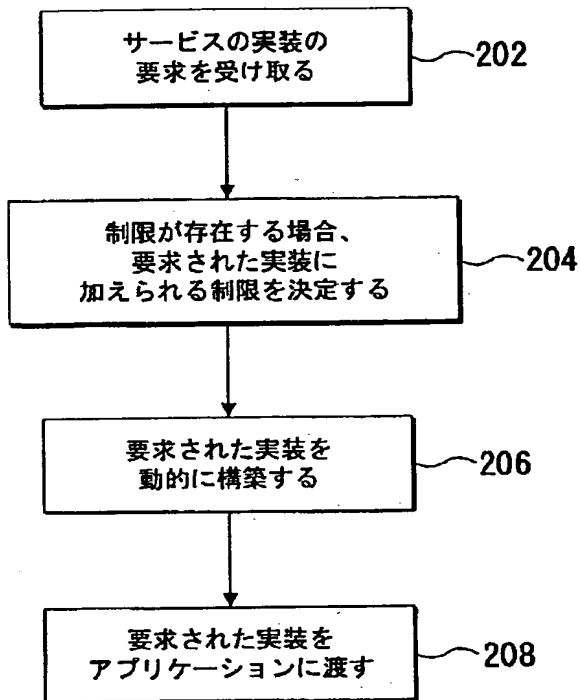 サービスの実装の
要求を受け取る
202
制限が存在する場合、
要求された実装に
加えられる制限を決定する
204
要求された実装を
動的に構築する
206
要求された実装を
アプリケーションに渡す
208